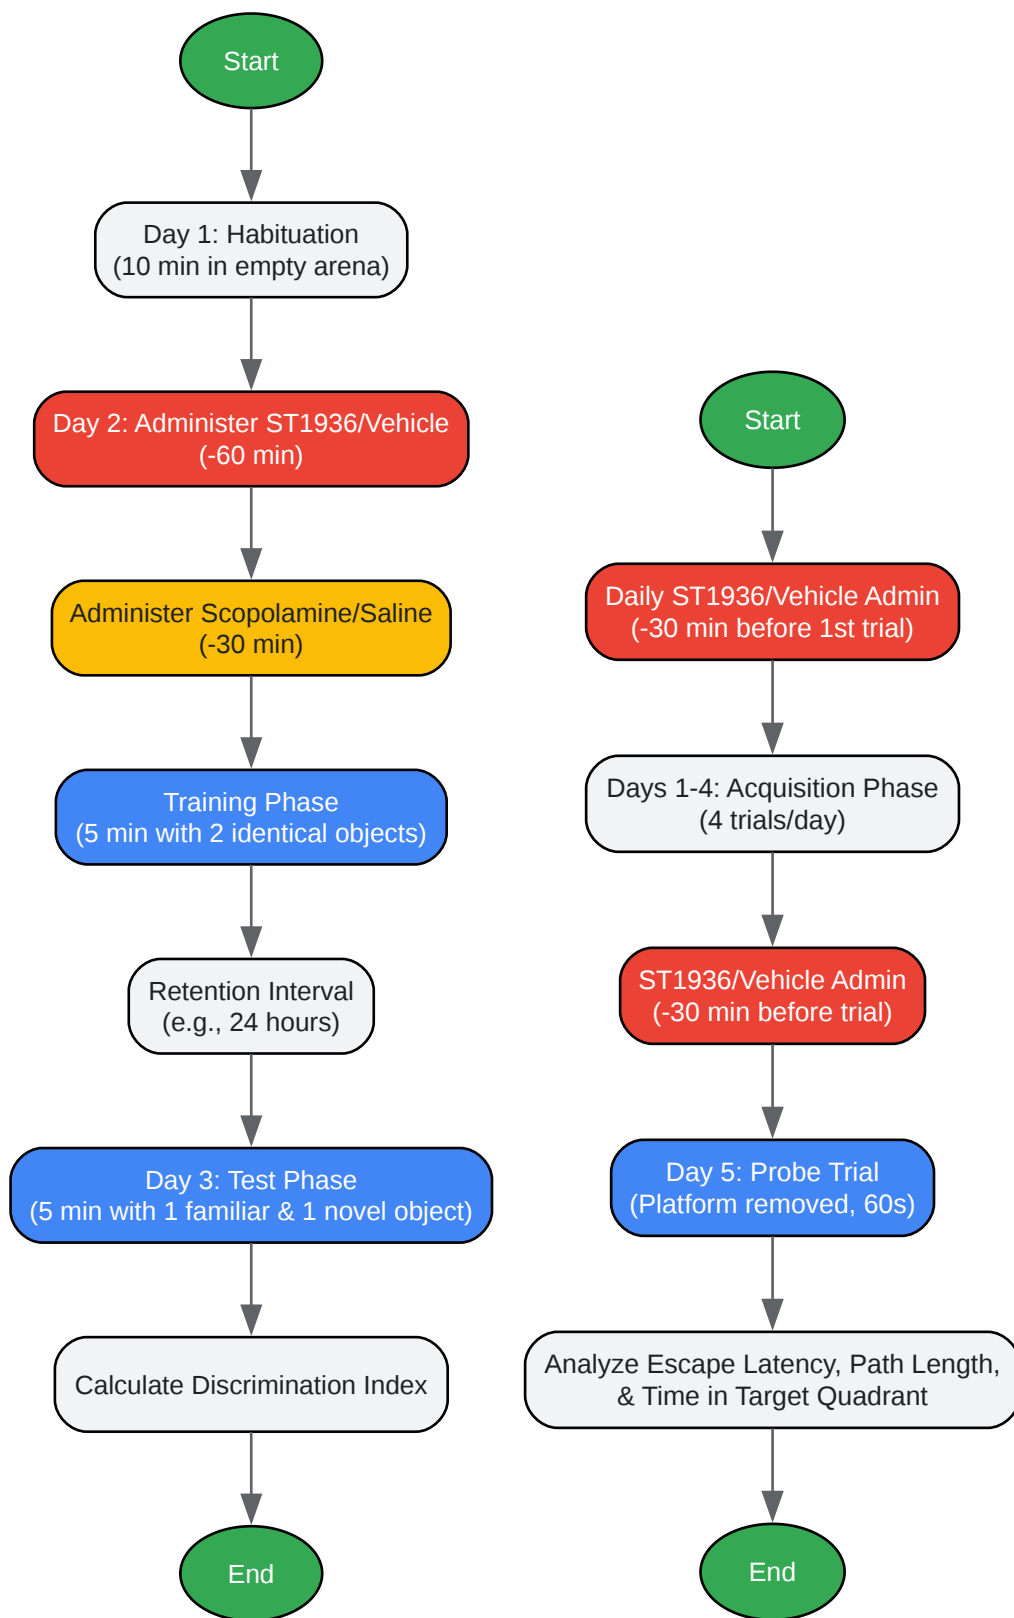 Start
Day 1: Habituation
(10 min in empty arena)
Day 2: Administer ST1936/Vehicle
(-60 min)
Administer Scopolamine/Saline
(-30 min)
Training Phase
(5 min with 2 identical objects)
Retention Interval
(e.g., 24 hours)
Day 3: Test Phase
(5 min with 1 familiar & 1 novel object)
Calculate Discrimination Index
End
Start
Daily ST1936/Vehicle Admin
(-30 min before 1st trial)
Days 1-4: Acquisition Phase
(4 trials/day)
ST1936/Vehicle Admin
(-30 min before trial)
Day 5: Probe Trial
(Platform removed, 60s)
Analyze Escape Latency, Path Length,
& Time in Target Quadrant
End